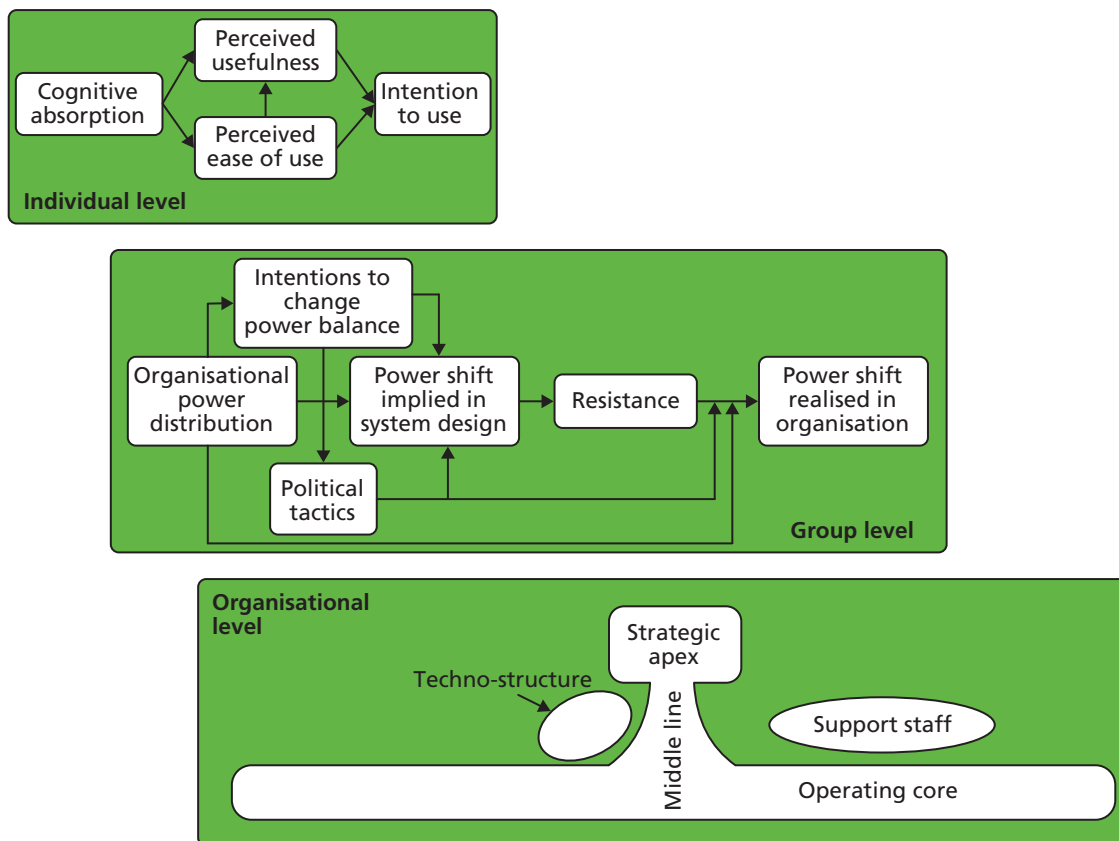 Perceived
usefulness
Cognitive
absorption
Intention
to use
Perceived
ease of use
Individual level
Intentions to
change
power balance
Organisational
power
distribution
Power shift
implied in
system design
Resistance
Power shift
realised in
organisation
Political
tactics
Group level
Organisational
level
Strategic
apex
Techno-structure
Middle line
Support staff
Operating core